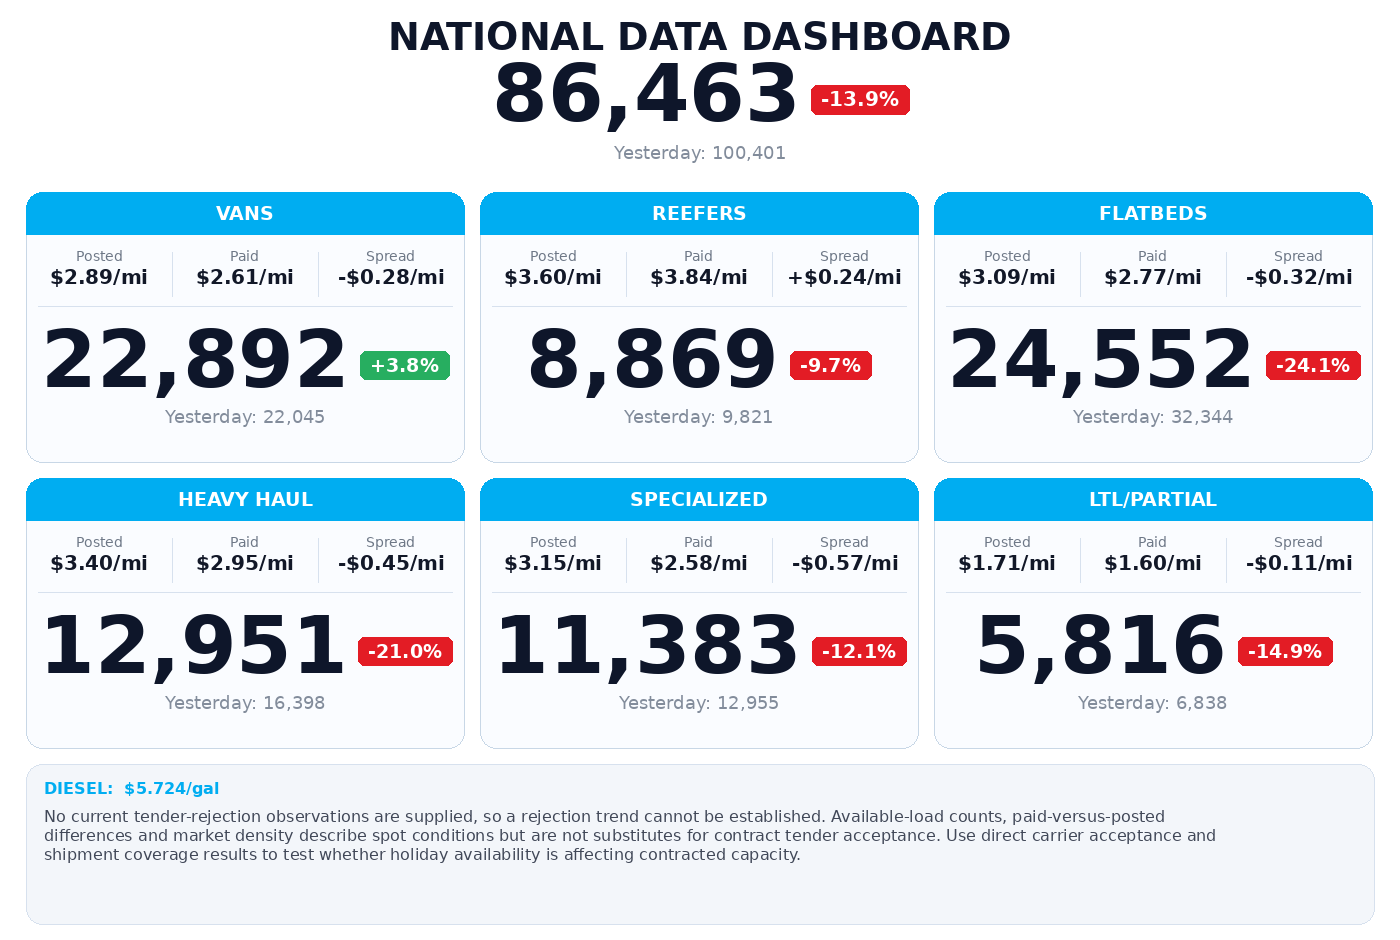 NATIONAL DATA DASHBOARD
86,463 -13.9%
Yesterday: 100,401
VANS
Posted Paid Spread
$2.89/mi $2.61/mi -$0.28/mi
22,892 +3.8%
Yesterday: 22,045
REEFERS
Posted Paid Spread
$3.60/mi $3.84/mi +$0.24/mi
8,869 -9.7%
Yesterday: 9,821
FLATBEDS
Posted Paid Spread
$3.09/mi $2.77/mi -$0.32/mi
24,552 -24.1%
Yesterday: 32,344
HEAVY HAUL
Posted Paid Spread
$3.40/mi $2.95/mi -$0.45/mi
12,951 -21.0%
Yesterday: 16,398
SPECIALIZED
Posted Paid Spread
$3.15/mi $2.58/mi -$0.57/mi
11,383 -12.1%
Yesterday: 12,955
LTL/PARTIAL
Posted Paid Spread
$1.71/mi $1.60/mi -$0.11/mi
5,816 -14.9%
Yesterday: 6,838
DIESEL: $5.724/gal
No current tender-rejection observations are supplied, so a rejection trend cannot be established. Available-load counts, paid-versus-posted
differences and market density describe spot conditions but are not substitutes for contract tender acceptance. Use direct carrier acceptance and
shipment coverage results to test whether holiday availability is affecting contracted capacity.